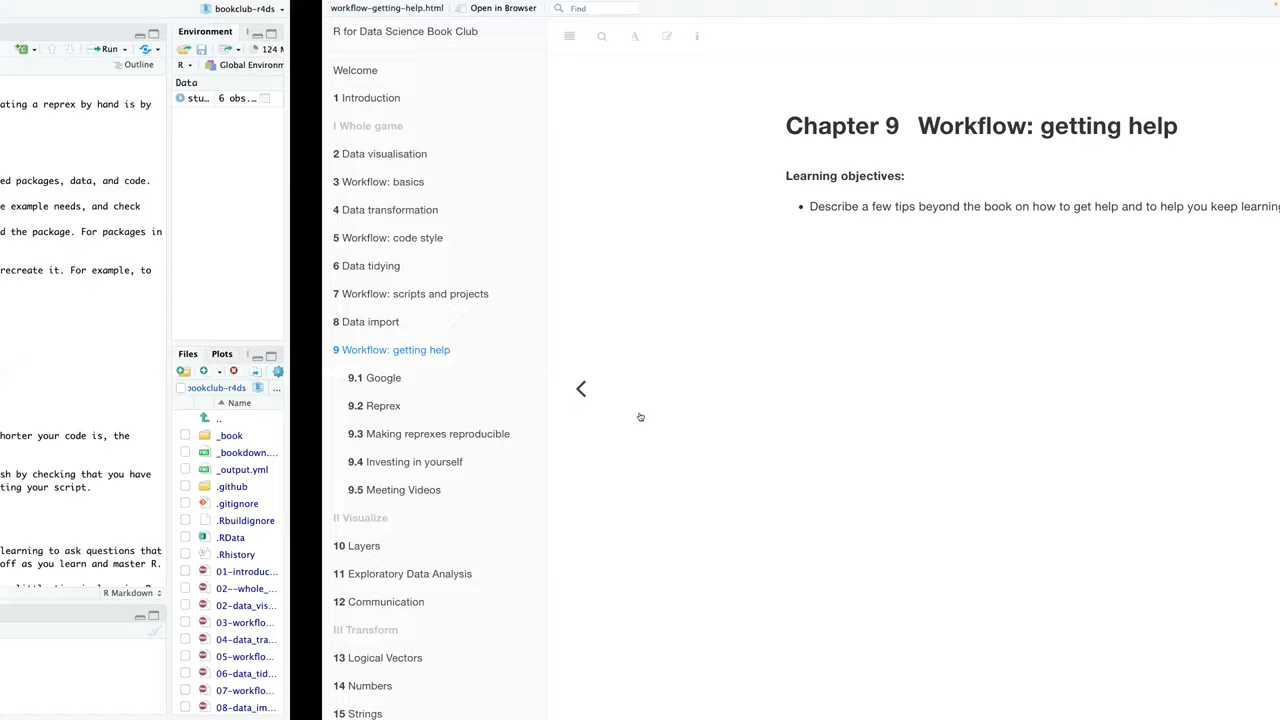 bookclub-r4ds
Run
Outline
ating a reprex by hand is by
ed packages, data, and code.
e example needs, and check
d the package. For packages in
recreate it. For example, to
horter your code is, the
sh by checking that you have
ting your script.
learning to ask questions that
off as you learn and master R.
R Markdown
Environment
124 M
R
Global Environm
Data
stu... 6 obs....
Files Plots
bookclub-r4ds ...
Name
..
_book
_bookdown....
_output.yml
.github
.gitignore
.Rbuildignore
.RData
.Rhistory
01-introduc...
02--whole_...
02-data_vis...
03-workflo...
04-data_tra...
05-workflo...
06-data_tid...
07-workflo...
08-data_im...
workflow-getting-help.html Open in Browser Find
R for Data Science Book Club
Welcome
1 Introduction
I Whole game
2 Data visualisation
3 Workflow: basics
4 Data transformation
5 Workflow: code style
6 Data tidying
7 Workflow: scripts and projects
8 Data import
9 Workflow: getting help
9.1 Google
9.2 Reprex
9.3 Making reprexes reproducible
9.4 Investing in yourself
9.5 Meeting Videos
II Visualize
10 Layers
11 Exploratory Data Analysis
12 Communication
III Transform
13 Logical Vectors
14 Numbers
15 Strings
Chapter 9 Workflow: getting help
Learning objectives:
• Describe a few tips beyond the book on how to get help and to help you keep learning